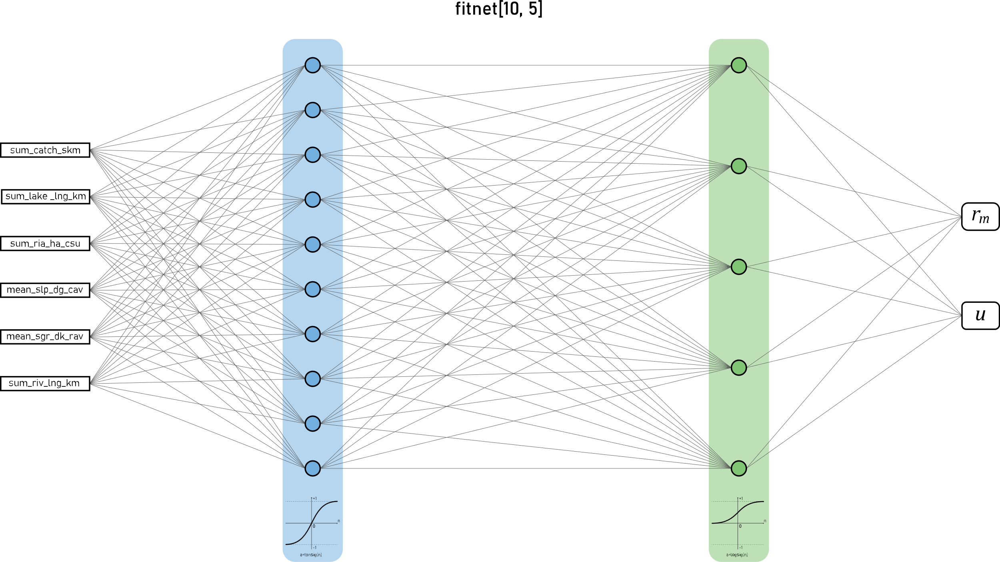 fitnet[10, 5]
sum_catch_skm
sum_lake _lng_km
sum_ria_ha_csu
mean_slp_dg_cav
mean_sgr_dk_rav
sum_riv_lng_km
r_m
u
+1
n
0
-1
a=tansig(n)
+1
n
0
-1
a=logsig(n)